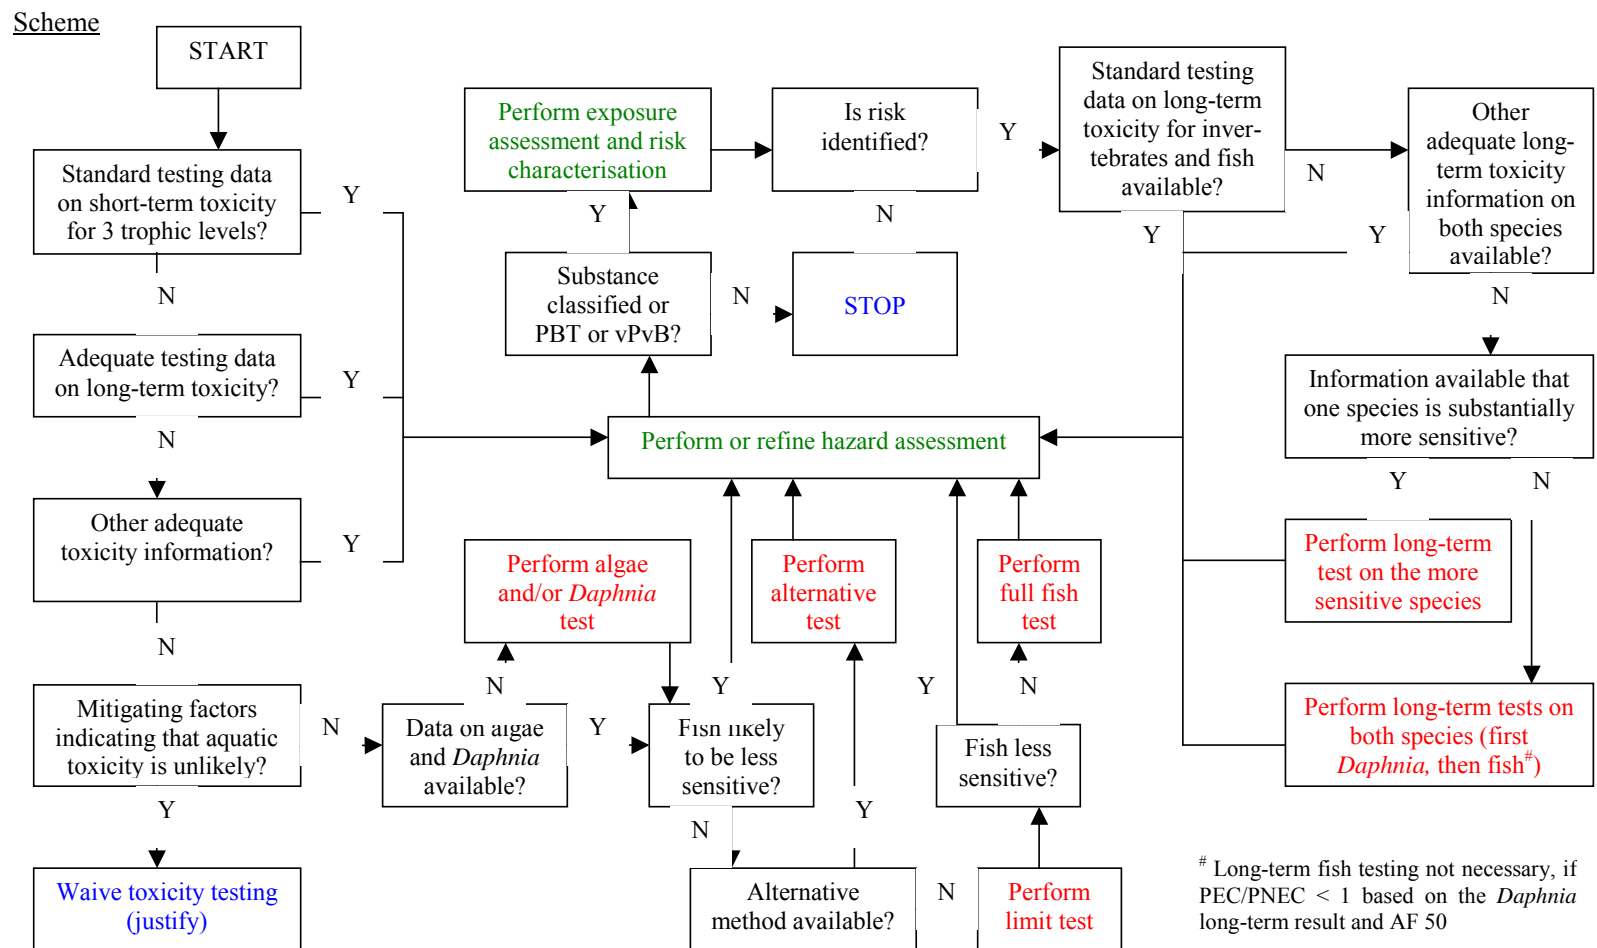 Scheme
START
Standard testing data
on short-term toxicity
for 3 trophic levels?
Y
N
Adequate testing data
on long-term toxicity?
Y
N
Other adequate
toxicity information?
Y
N
Mitigating factors
indicating that aquatic
toxicity is unlikely?
N
Y
Waive toxicity testing
(justify)
Perform exposure
assessment and risk
characterisation
Y
Substance
classified or
PBT or vPvB?
N
STOP
Is risk
identified?
Y
N
Standard testing
data on long-term
toxicity for inver-
tebrates and fish
available?
N
Y
Other
adequate long-
term toxicity
information on
both species
available?
Y
N
Information available that
one species is substantially
more sensitive?
Y
N
Perform long-term
test on the more
sensitive species
Perform long-term tests on
both species (first
Daphnia, then fish#)
Perform or refine hazard assessment
Perform algae
and/or Daphnia
test
Perform
alternative
test
Perform
full fish
test
N
Y
Y
N
Data on algae
and Daphnia
available?
Y
Fish likely
to be less
sensitive?
Fish less
sensitive?
N
Y
Alternative
method available?
N
Perform
limit test
# Long-term fish testing not necessary, if
PEC/PNEC < 1 based on the Daphnia
long-term result and AF 50